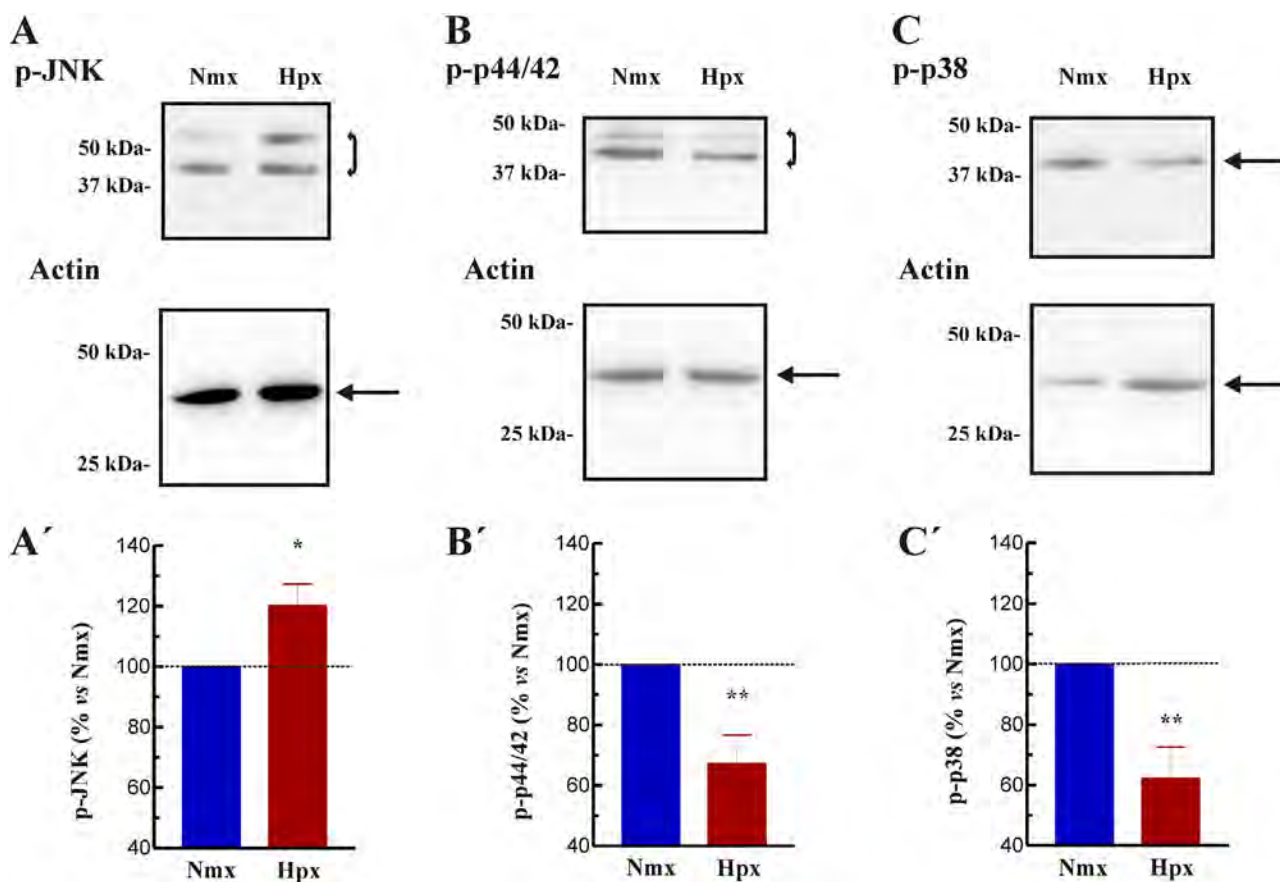 A
p-JNK
Nmx Hpx
50 kDa-
37 kDa-
Actin
50 kDa-
25 kDa-
B
p-p44/42
Nmx Hpx
50 kDa-
37 kDa-
Actin
50 kDa-
25 kDa-
C
p-p38
Nmx Hpx
50 kDa-
37 kDa-
Actin
50 kDa-
25 kDa-
A´
p-JNK (% vs Nmx)
140
120
100
80
60
40
*
Nmx Hpx
B´
p-p44/42 (% vs Nmx)
140
120
100
80
60
40
**
Nmx Hpx
C´
p-p38 (% vs Nmx)
140
120
100
80
60
40
**
Nmx Hpx